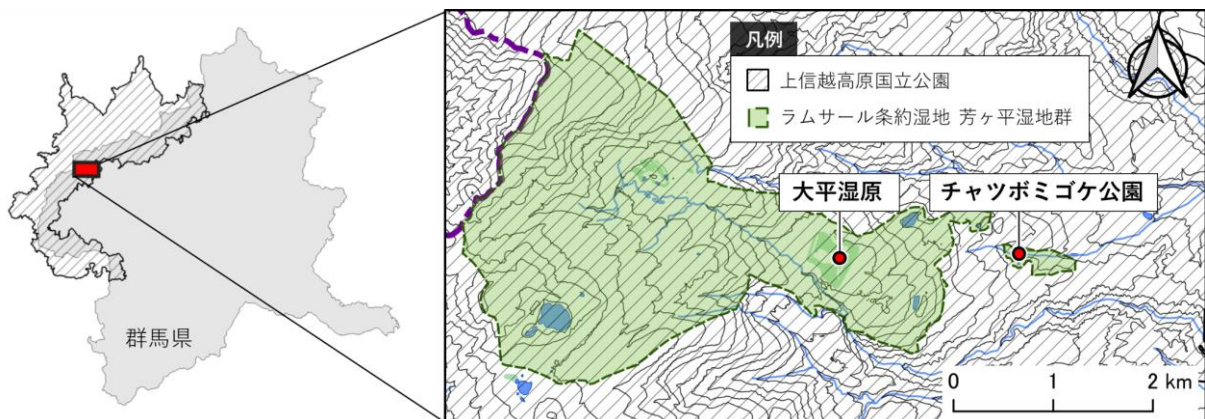 群馬県
凡例
上信越高原国立公園
ラムサール条約湿地 芳ヶ平湿地群
大平湿原
チャツボミゴケ公園
0 1 2 km